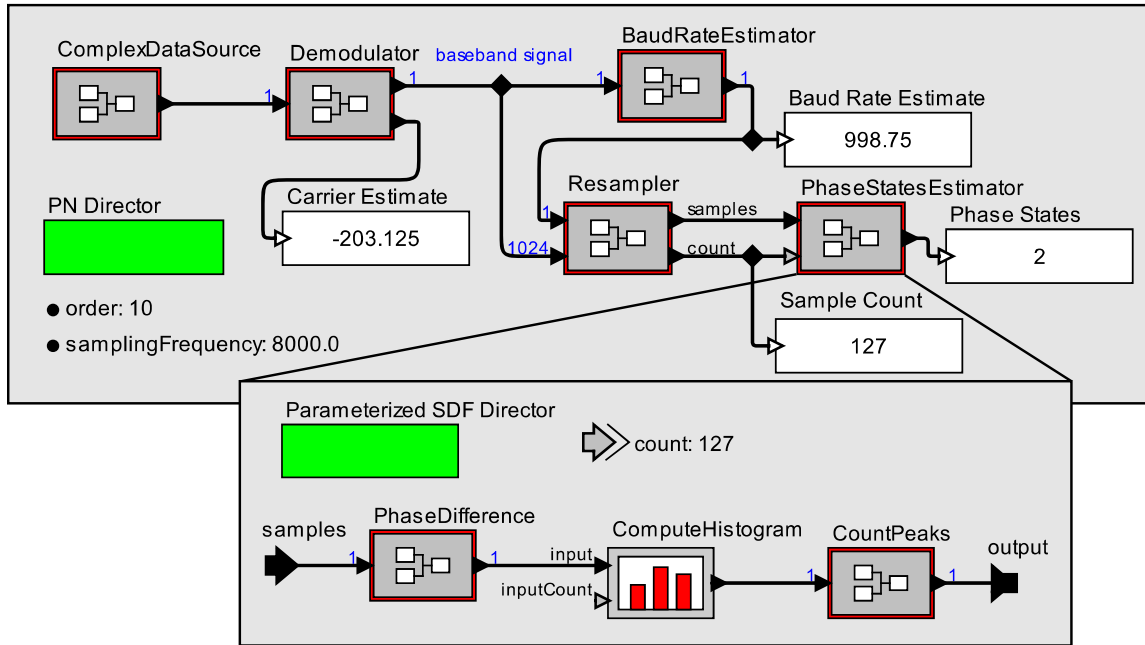 ComplexDataSource
Demodulator
baseband signal
BaudRateEstimator
1
1
1
1
Baud Rate Estimate
998.75
PN Director
Carrier Estimate
-203.125
Resampler
1
1024
samples
count
PhaseStatesEstimator
Phase States
2
order: 10
samplingFrequency: 8000.0
Sample Count
127
Parameterized SDF Director
count: 127
samples
PhaseDifference
1
1
input
inputCount
ComputeHistogram
CountPeaks
1
1
output